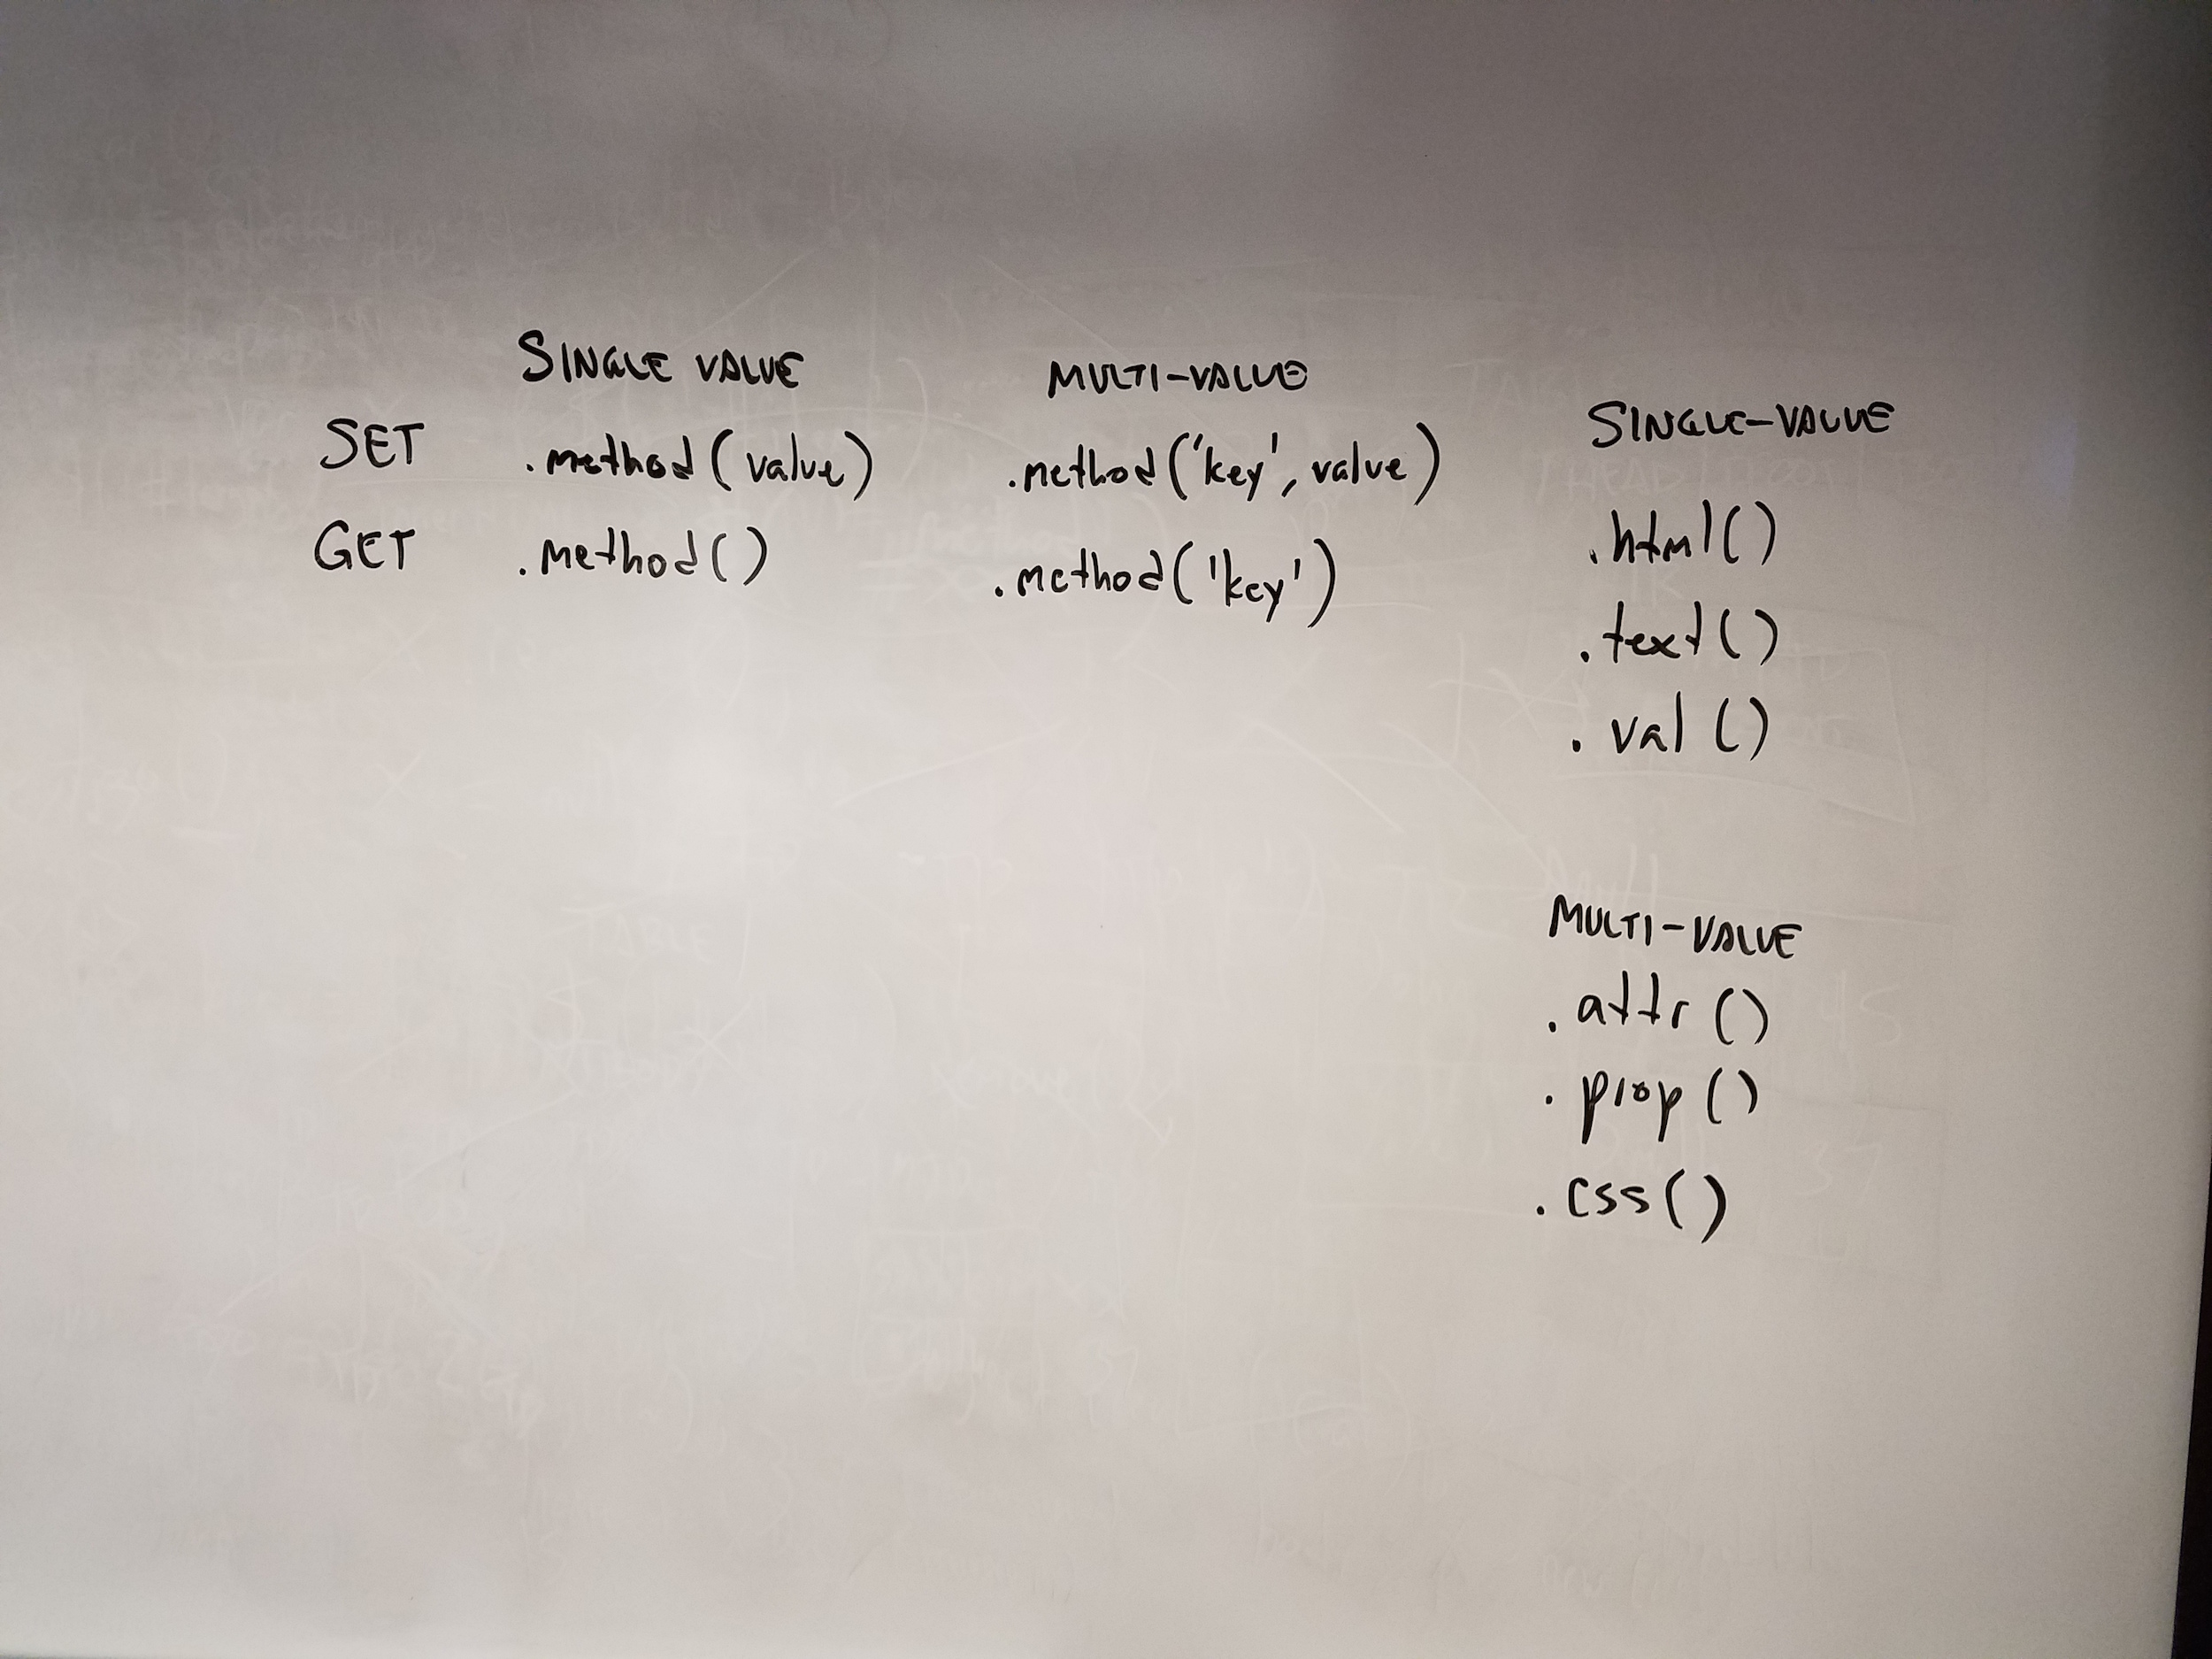 SINGLE VALUE MULTI-VALUE
SET .method(value) .method('key', value)
GET .method() .method('key')
SINGLE-VALUE
.html()
.text()
.val()
MULTI-VALUE
.attr()
.prop()
.css()